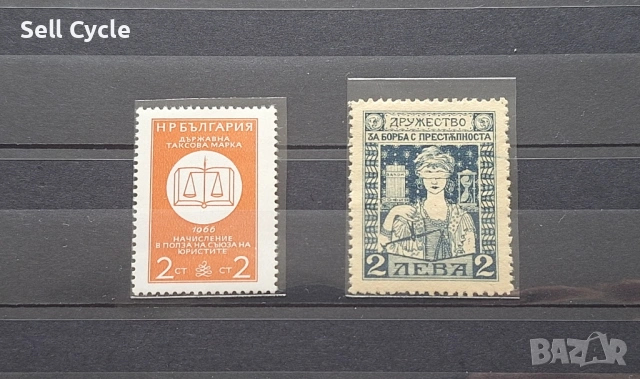 Sell Cycle
НР БЪЛГАРИЯ
ДЪРЖАВНА
ТАКСОВА МАРКА
1966
НАЧИСЛЕНИЕ
В ПОЛЗА НА СЪЮЗА НА
ЮРИСТИТЕ
2 СТ СТ 2
ДРУЖЕСТВО
ЗА БОРБА С ПРЕСТѪПНОСТА
2 ЛЕВА 2
BAZAR